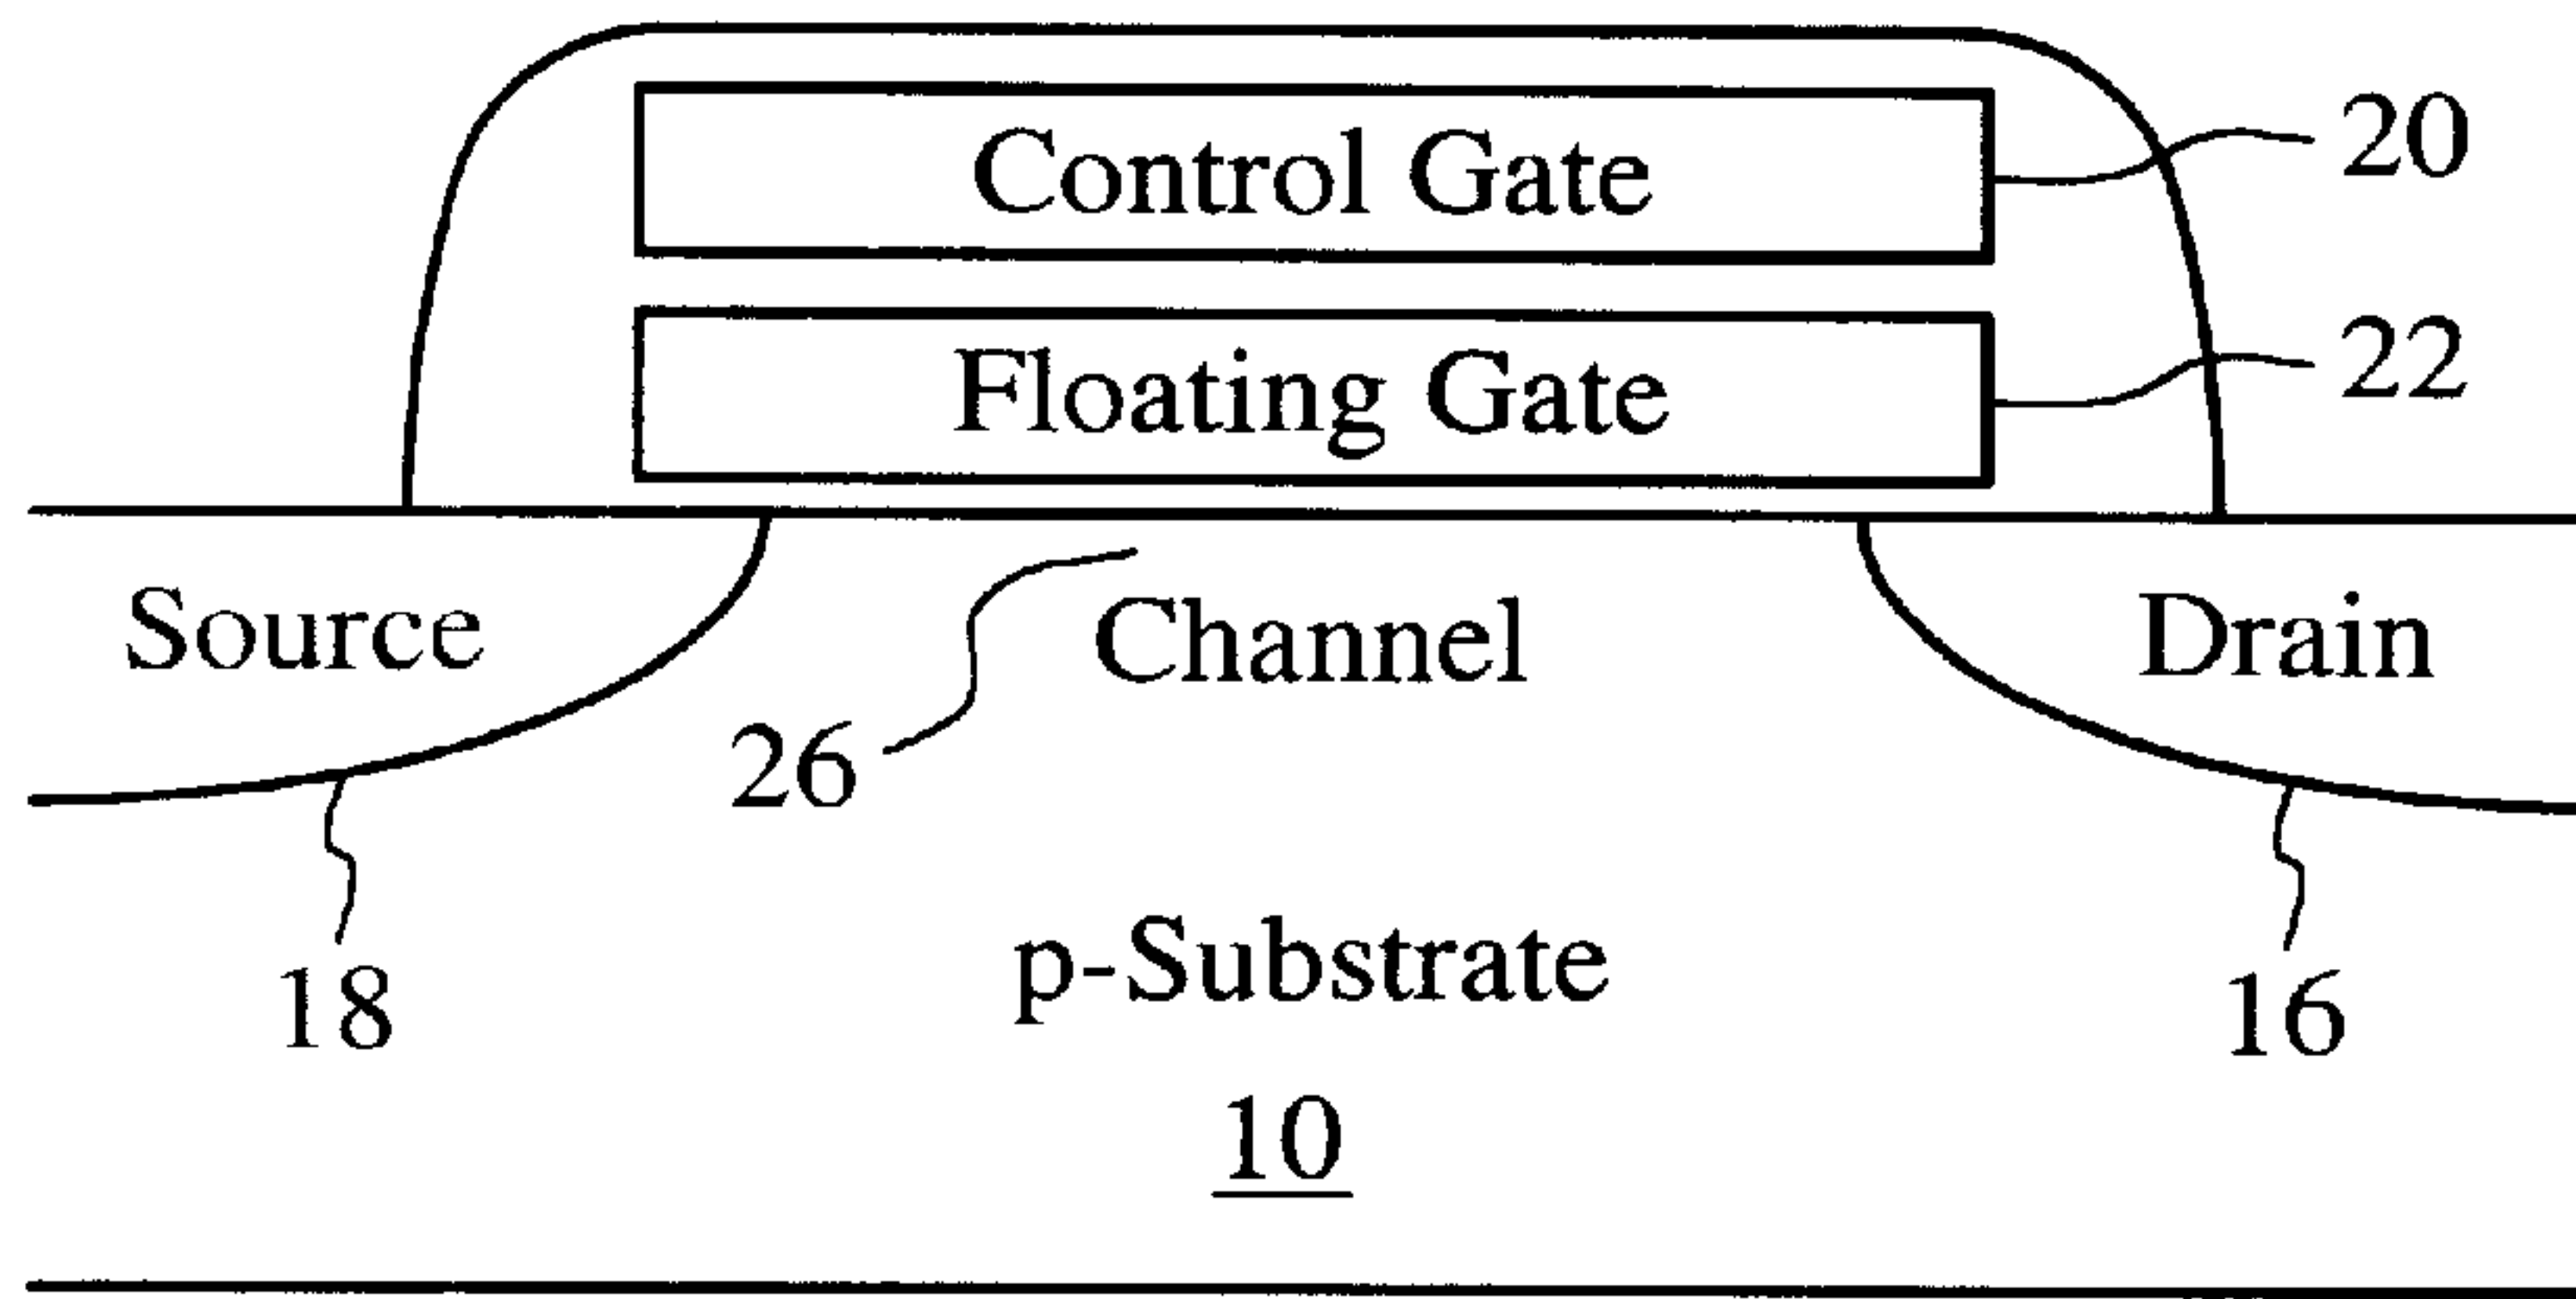 Control Gate
20
Floating Gate
22
Source
Channel
Drain
26
p-Substrate
18
16
10